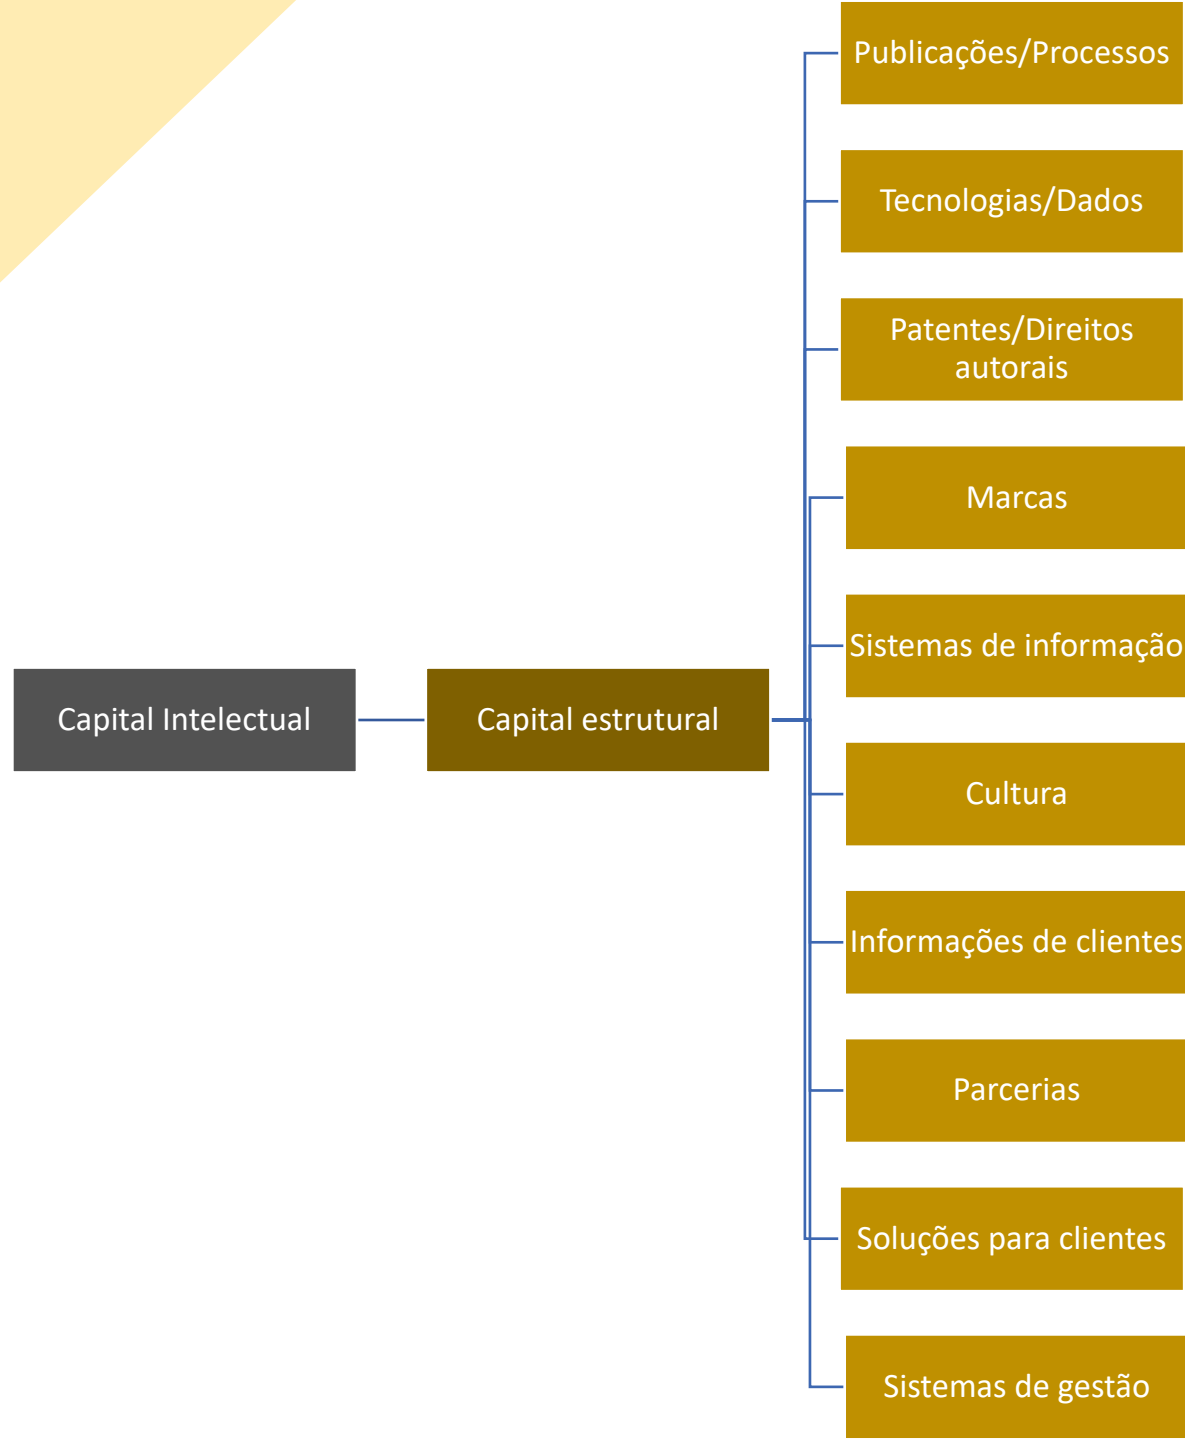 Publicações/Processos
Tecnologias/Dados
Patentes/Direitos
autorais
Marcas
Sistemas de informação
Capital Intelectual
Capital estrutural
Cultura
Informações de clientes
Parcerias
Soluções para clientes
Sistemas de gestão